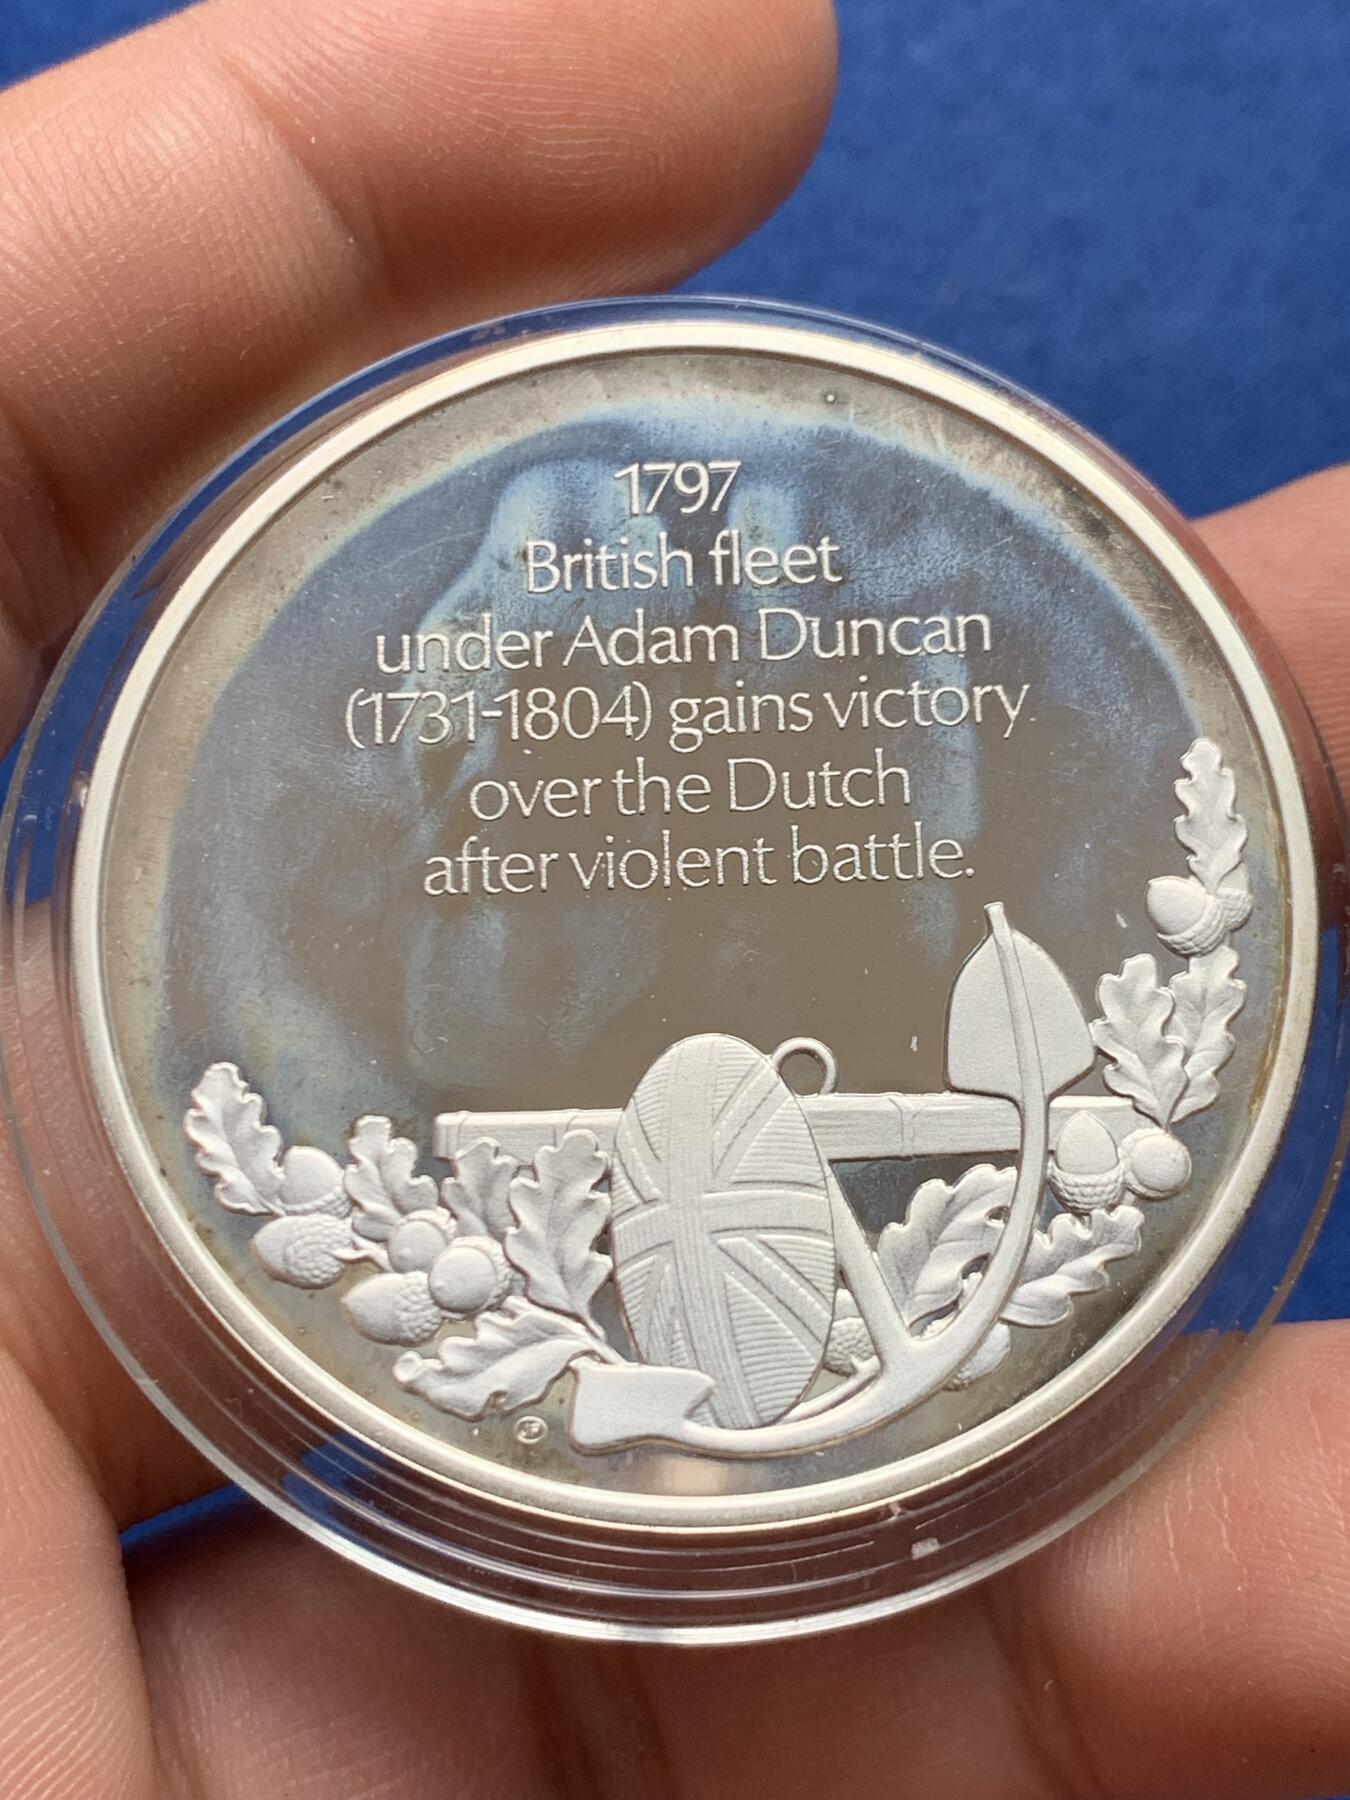 1797
British fleet
under Adam Duncan
(1731-1804) gains victory
over the Dutch
after violent battle.